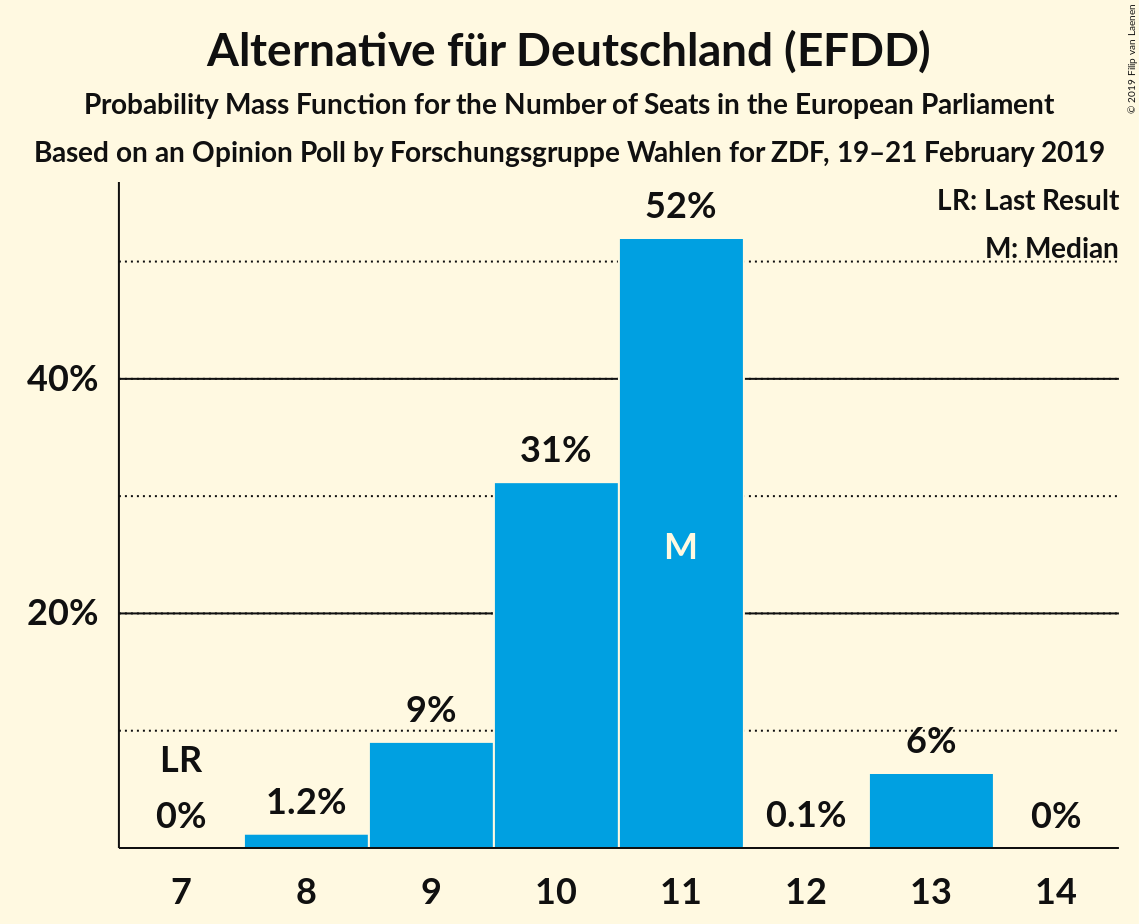 Alternative für Deutschland (EFDD)
Probability Mass Function for the Number of Seats in the European Parliament
Based on an Opinion Poll by Forschungsgruppe Wahlen for ZDF, 19–21 February 2019
© 2019 Filip van Laenen
LR: Last Result
M: Median
52%
40%
31%
M
20%
9%
6%
LR
0%
1.2%
0.1%
0%
7 8 9 10 11 12 13 14